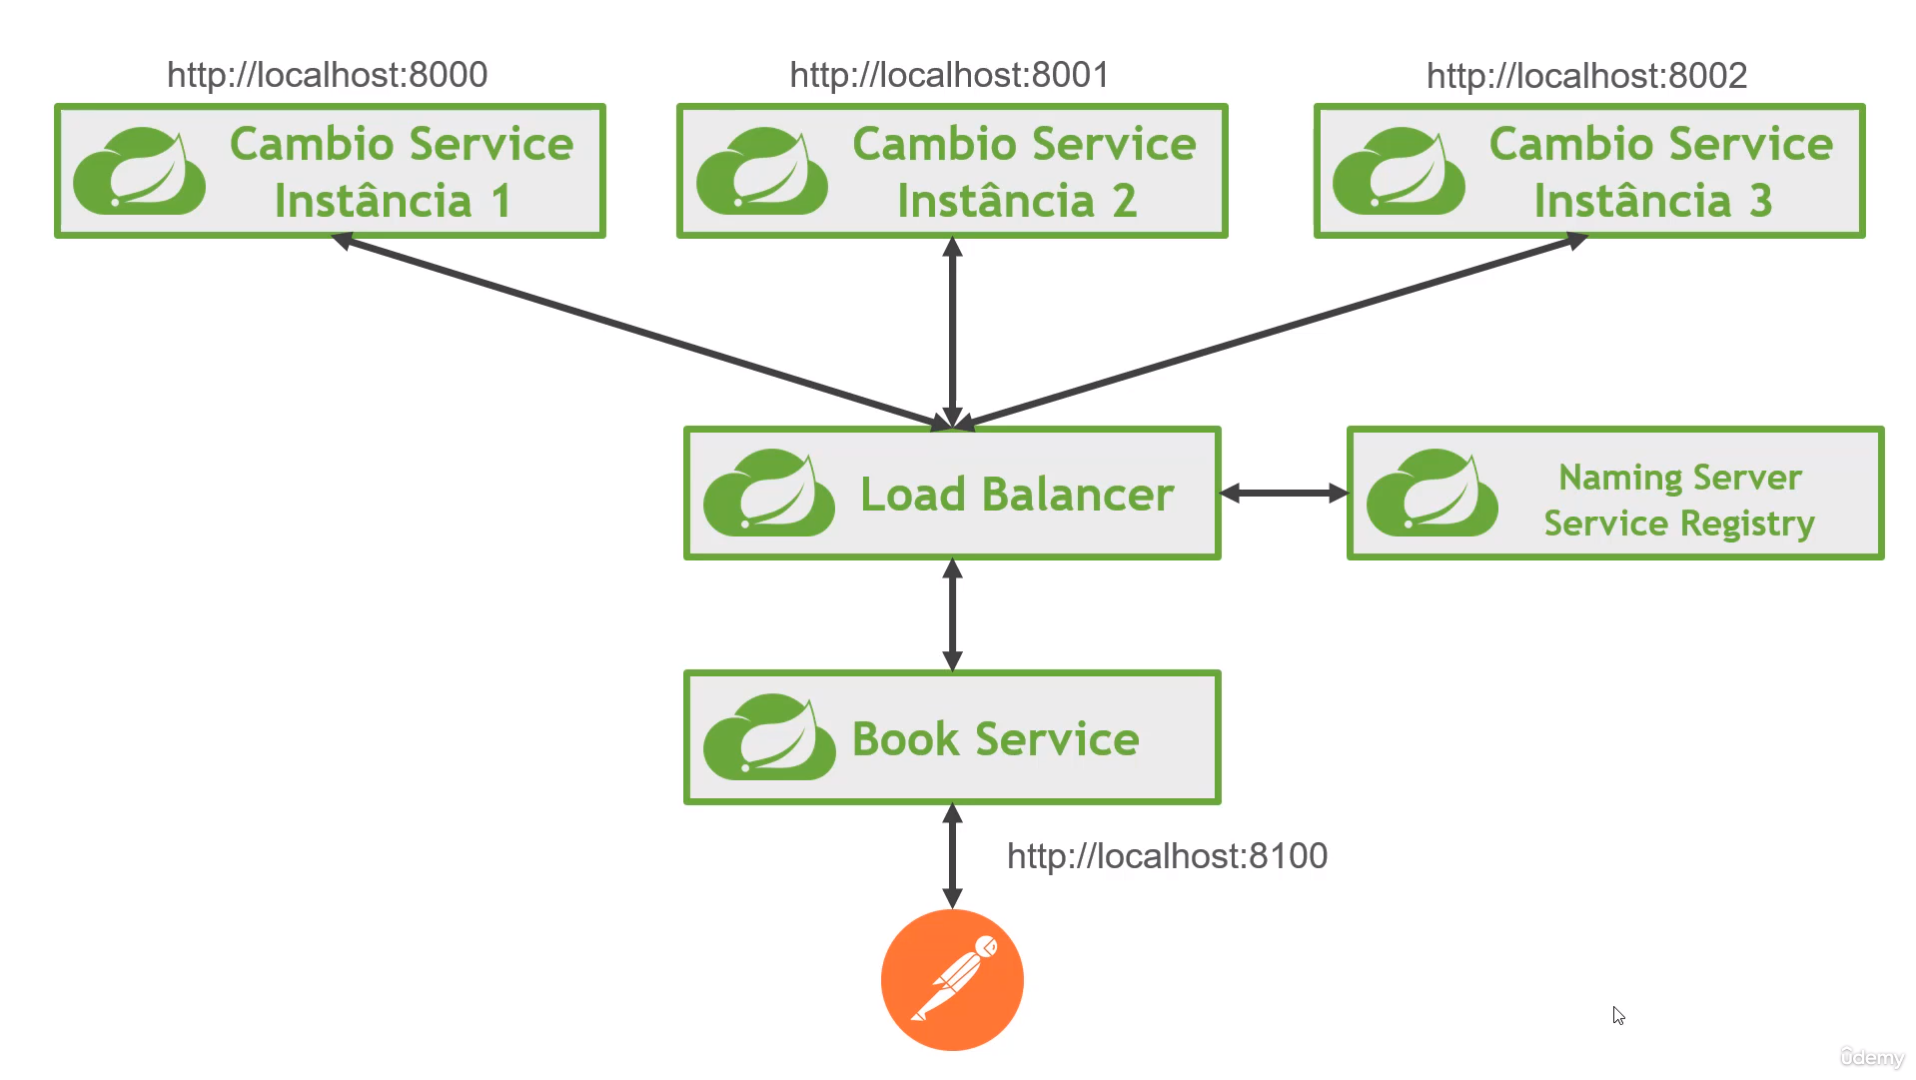 http://localhost:8000
http://localhost:8001
http://localhost:8002
Cambio Service
Instância 1
Cambio Service
Instância 2
Cambio Service
Instância 3
Load Balancer
Naming Server
Service Registry
Book Service
http://localhost:8100
ûdemy